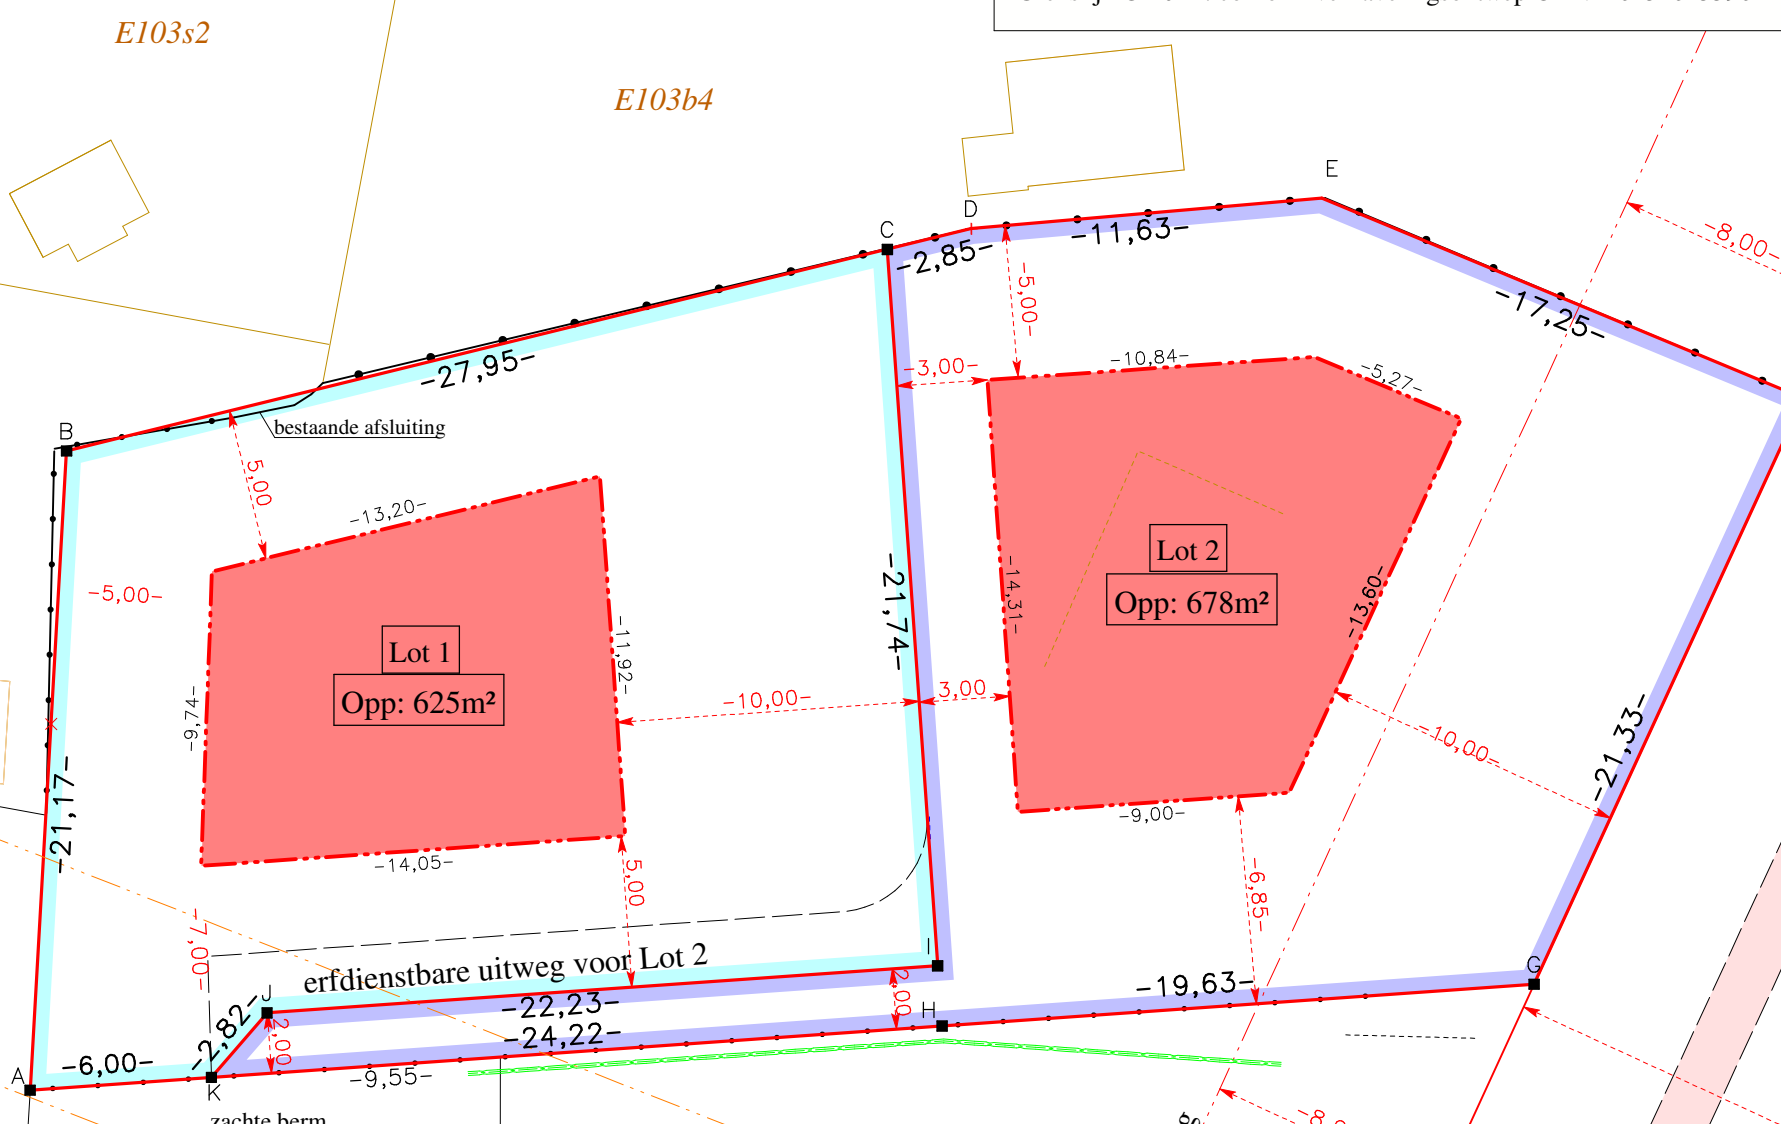 E103s2
E103b4
E
D
C
-2,85-
-11,63-
-8,00-
-5,00-
-17,25-
-27,95-
-3,00-
-10,84-
-5,27-
B
bestaande afsluiting
5,00
-13,20-
-5,00-
Lot 2
Opp: 678m²
-14,31-
-13,60-
-21,74-
Lot 1
Opp: 625m²
-11,92-
-9,74-
-10,00-
3,00
-10,00-
-21,33-
-21,17-
-9,00-
-14,05-
5,00
-6,85-
-7,00-
erfdienstbare uitweg voor Lot 2
I
G
J
-22,23-
2,00
-19,63-
H
-2,82-
2,00
-24,22-
-6,00-
A
K
-9,55-
zachte berm